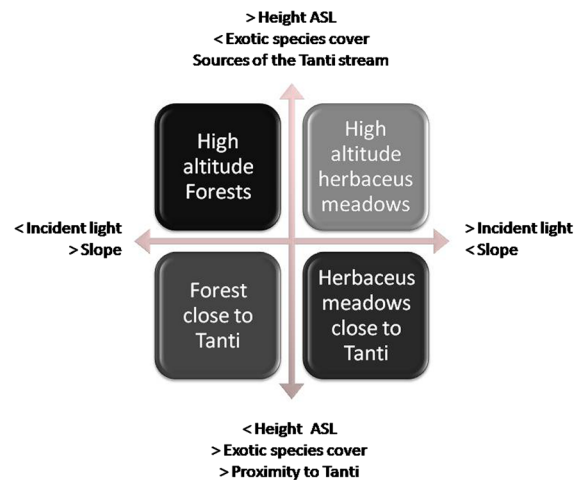 > Height ASL
< Exotic species cover
Sources of the Tanti stream
High
altitude
Forests
High
altitude
herbaceus
meadows
< Incident light
> Slope
> Incident light
< Slope
Forest
close to
Tanti
Herbaceus
meadows
close to
Tanti
< Height ASL
> Exotic species cover
> Proximity to Tanti